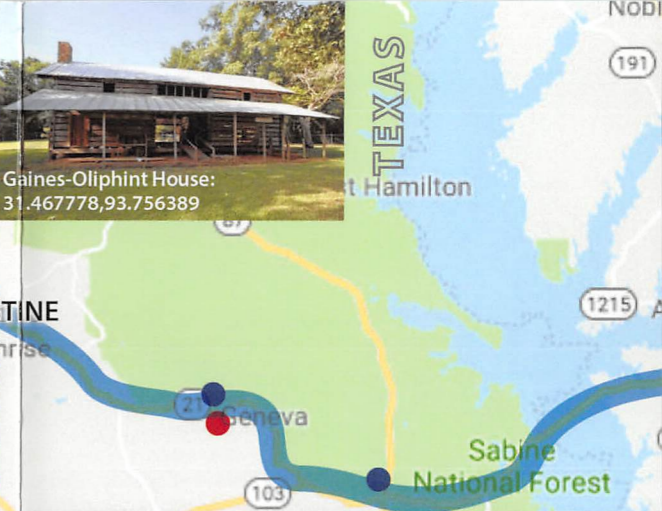 Nobl
191
TEXAS
Gaines-Oliphint House:
31.467778,93.756389
t Hamilton
87
1215
A
TINE
nrise
21
Geneva
Sabine
National Forest
103